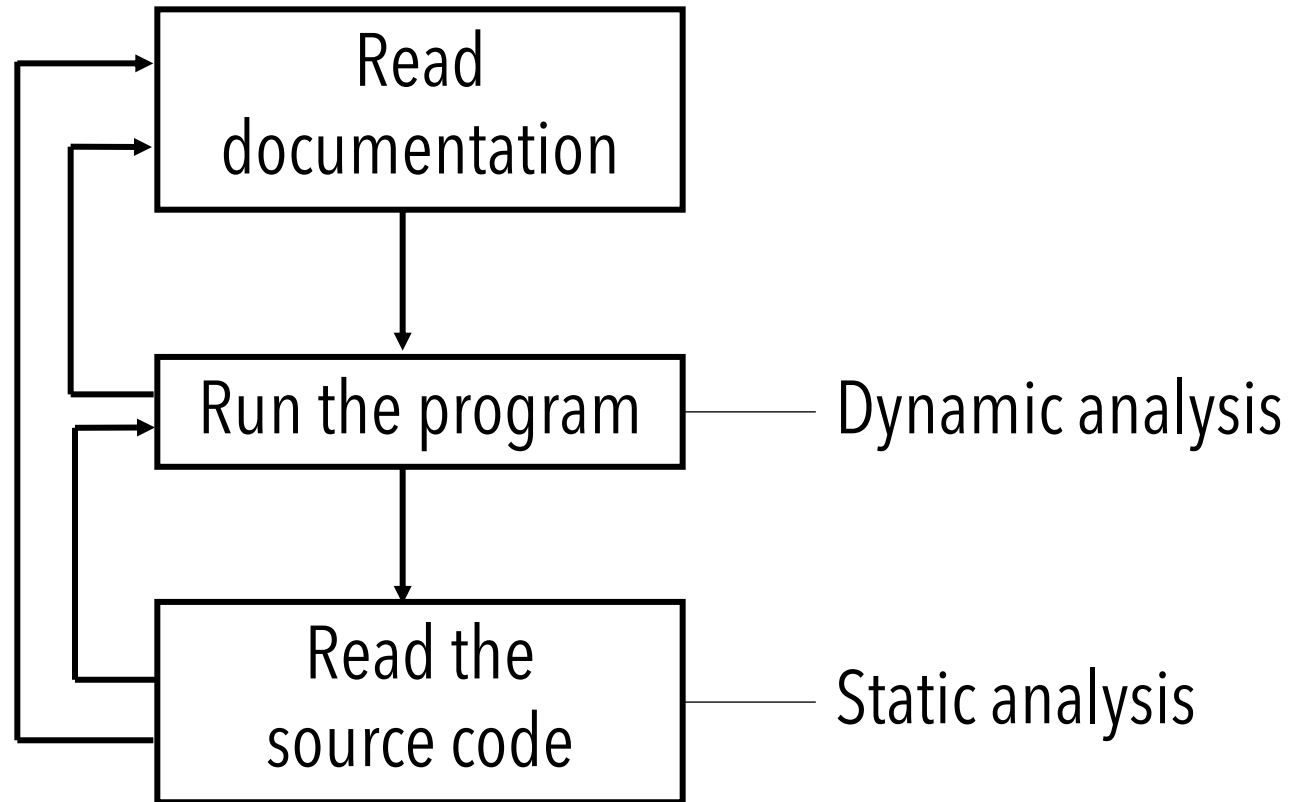 Read
documentation
Run the program
Dynamic analysis
Read the
source code
Static analysis